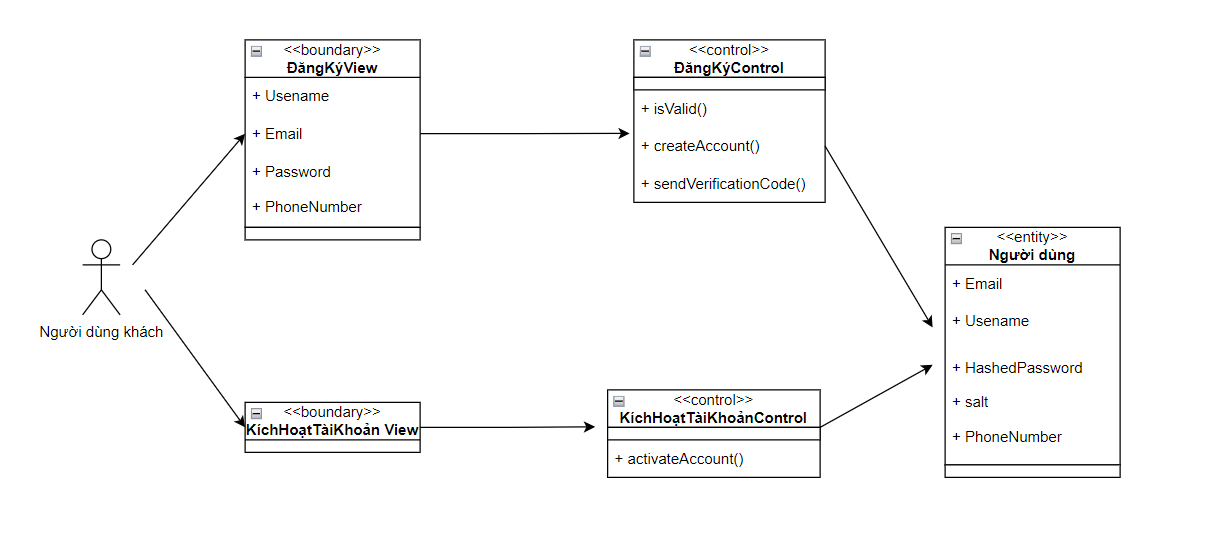 <<boundary>>
ĐăngKýView
+ Usename
+ Email
+ Password
+ PhoneNumber
<<control>>
ĐăngKýControl
+ isValid()
+ createAccount()
+ sendVerificationCode()
Người dùng khách
<<entity>>
Người dùng
+ Email
+ Usename
+ HashedPassword
+ salt
+ PhoneNumber
<<boundary>>
KíchHoạtTàiKhoản View
<<control>>
KíchHoạtTàiKhoảnControl
+ activateAccount()